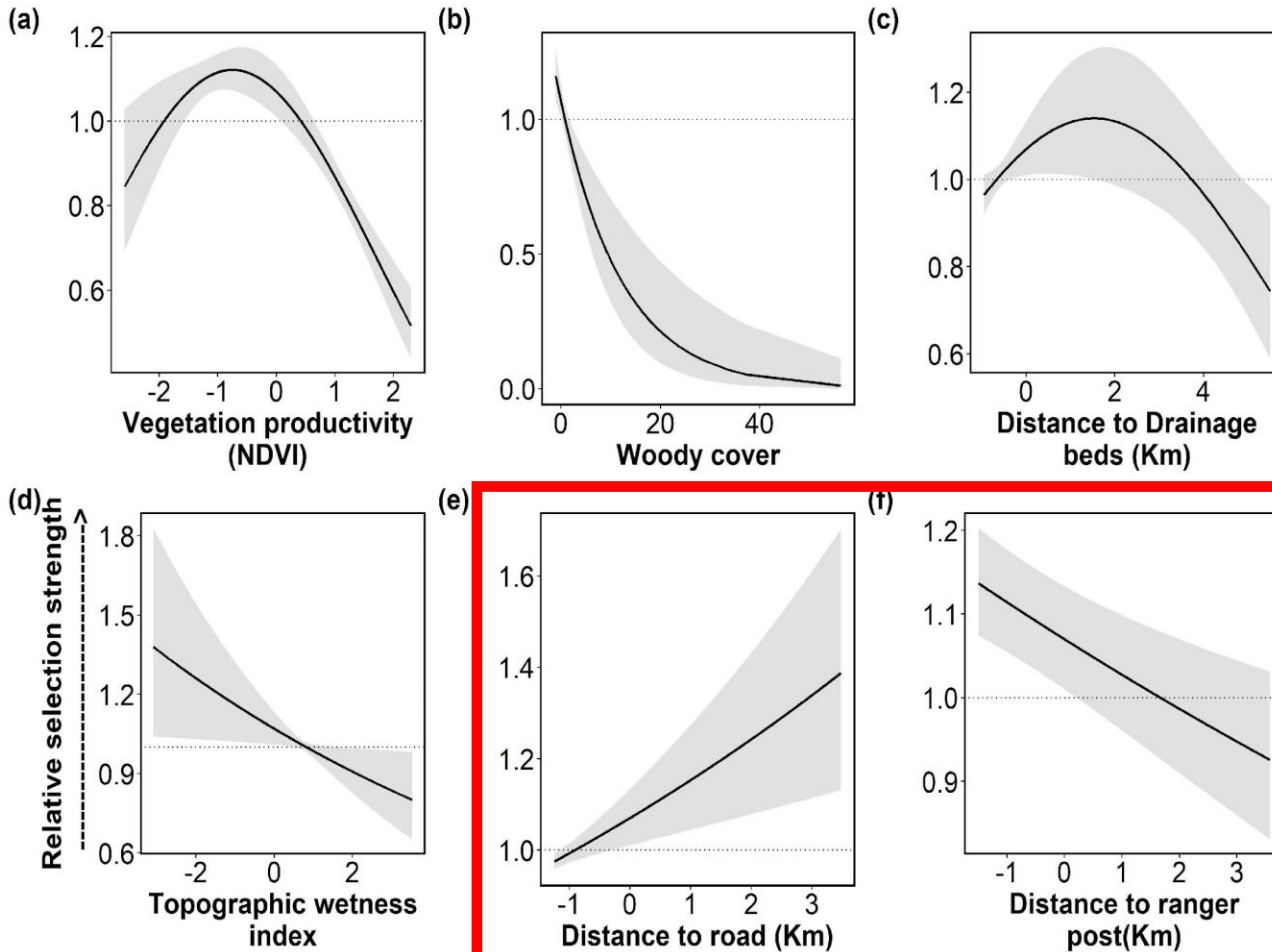 (a)
1.2
1.0
0.8
0.6
-2 -1 0 1 2
Vegetation productivity
(NDVI)
(b)
1.0
0.5
0.0
0 20 40
Woody cover
(c)
1.2
1.0
0.8
0.6
0 2 4
Distance to Drainage
beds (Km)
Relative selection strength
(d)
1.8
1.5
1.2
0.9
0.6
-2 0 2
Topographic wetness
index
(e)
1.6
1.4
1.2
1.0
-1 0 1 2 3
Distance to road (Km)
(f)
1.2
1.1
1.0
0.9
-1 0 1 2 3
Distance to ranger
post(Km)